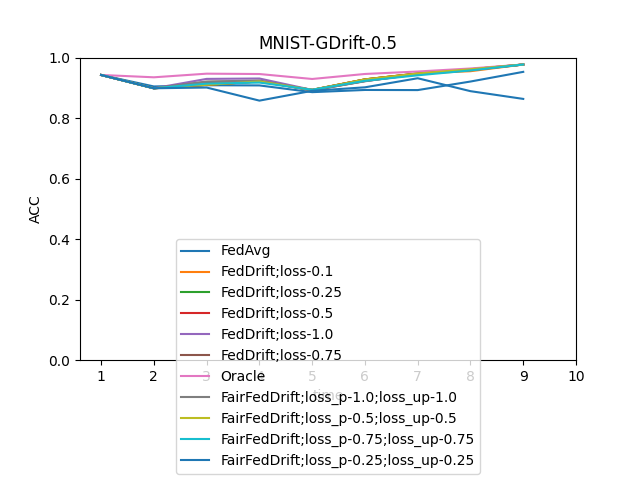 MNIST-GDrift-0.5
ACC
1.0
0.8
0.6
0.4
0.2
0.0
1 2 3 4 5 6 7 8 9 10
FedAvg
FedDrift;loss-0.1
FedDrift;loss-0.25
FedDrift;loss-0.5
FedDrift;loss-1.0
FedDrift;loss-0.75
Oracle
FairFedDrift;loss_p-1.0;loss_up-1.0
FairFedDrift;loss_p-0.5;loss_up-0.5
FairFedDrift;loss_p-0.75;loss_up-0.75
FairFedDrift;loss_p-0.25;loss_up-0.25